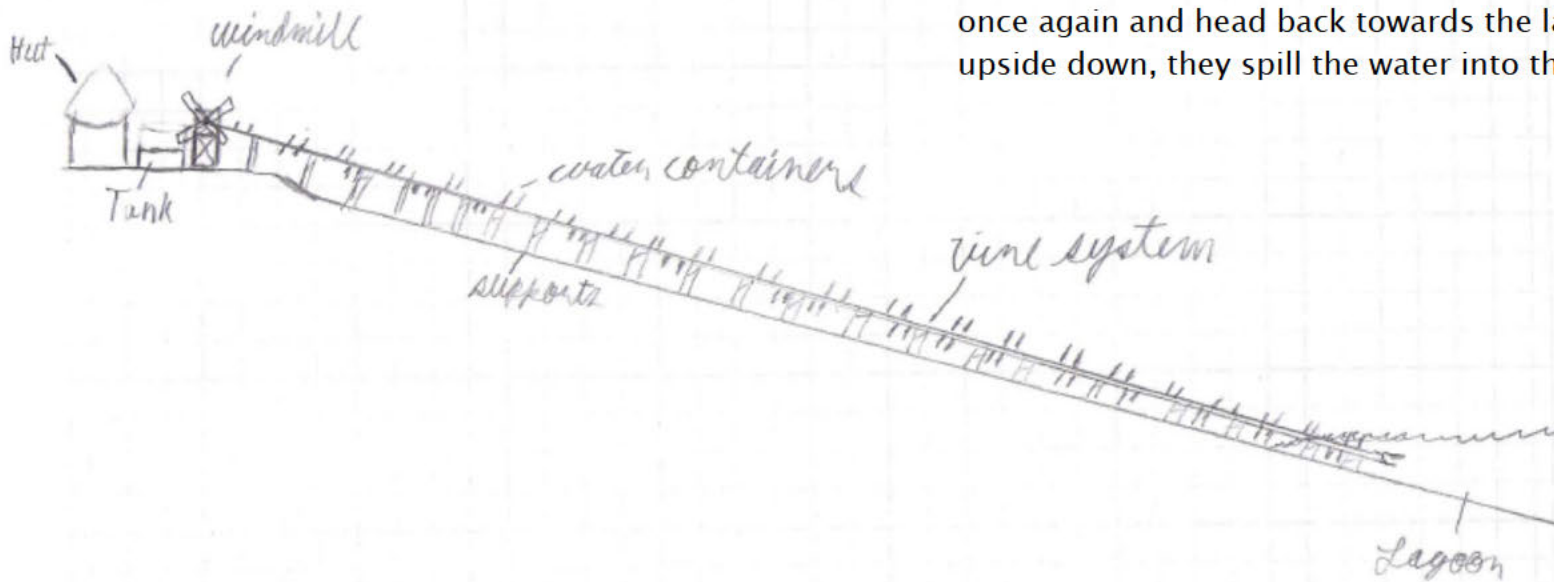 once again and head back towards the la
upside down, they spill the water into th
Hut
windmill
Tank
water containers
supports
vine system
Lagoon